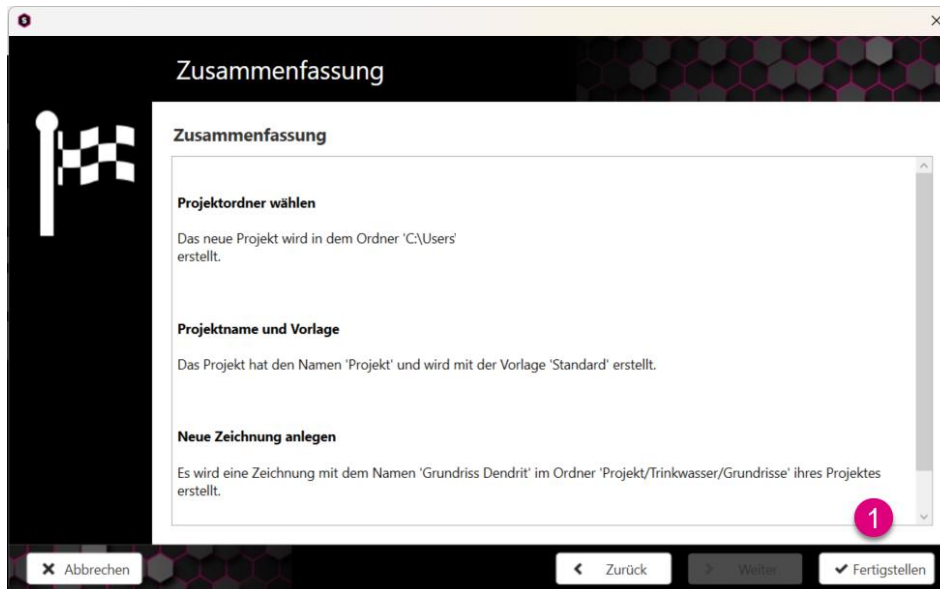 Zusammenfassung
Zusammenfassung
Projektordner wählen
Das neue Projekt wird in dem Ordner 'C:\Users'
erstellt.
Projektname und Vorlage
Das Projekt hat den Namen 'Projekt' und wird mit der Vorlage 'Standard' erstellt.
Neue Zeichnung anlegen
Es wird eine Zeichnung mit dem Namen 'Grundriss Dendrit' im Ordner 'Projekt/Trinkwasser/Grundrisse' ihres Projektes
erstellt.
1
Abbrechen
Zurück
Weiter
Fertigstellen